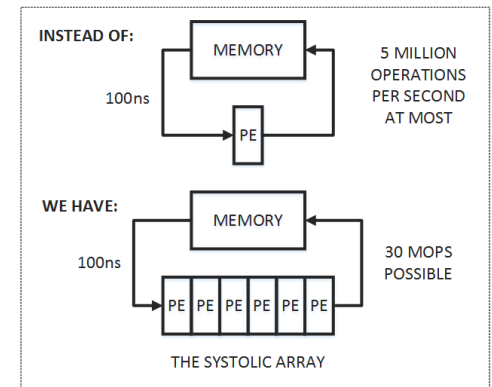 INSTEAD OF:
MEMORY
5 MILLION
OPERATIONS
PER SECOND
AT MOST
100ns
PE
WE HAVE:
MEMORY
30 MOPS
POSSIBLE
100ns
PE PE PE PE PE PE
THE SYSTOLIC ARRAY